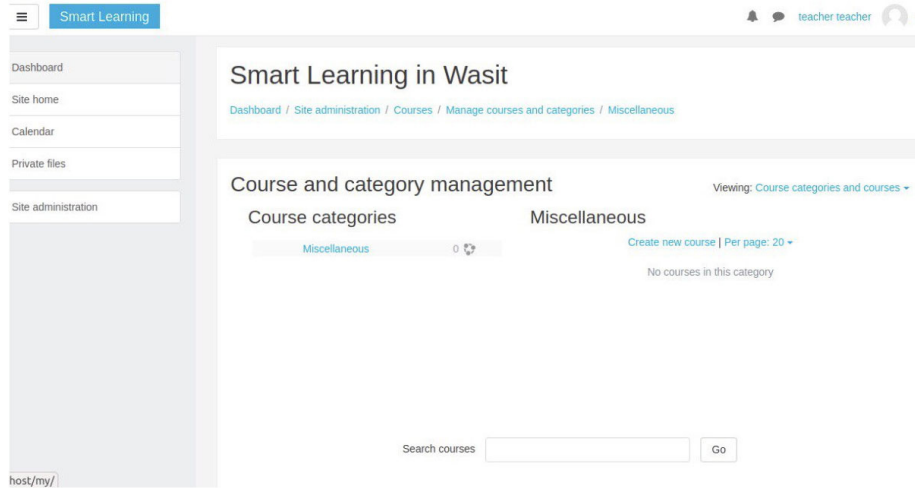 Smart Learning
teacher teacher
Dashboard
Site home
Calendar
Private files
Site administration
Smart Learning in Wasit
Dashboard / Site administration / Courses / Manage courses and categories / Miscellaneous
Course and category management
Viewing: Course categories and courses
Course categories
Miscellaneous 0
Miscellaneous
Create new course | Per page: 20
No courses in this category
Search courses Go
host/my/